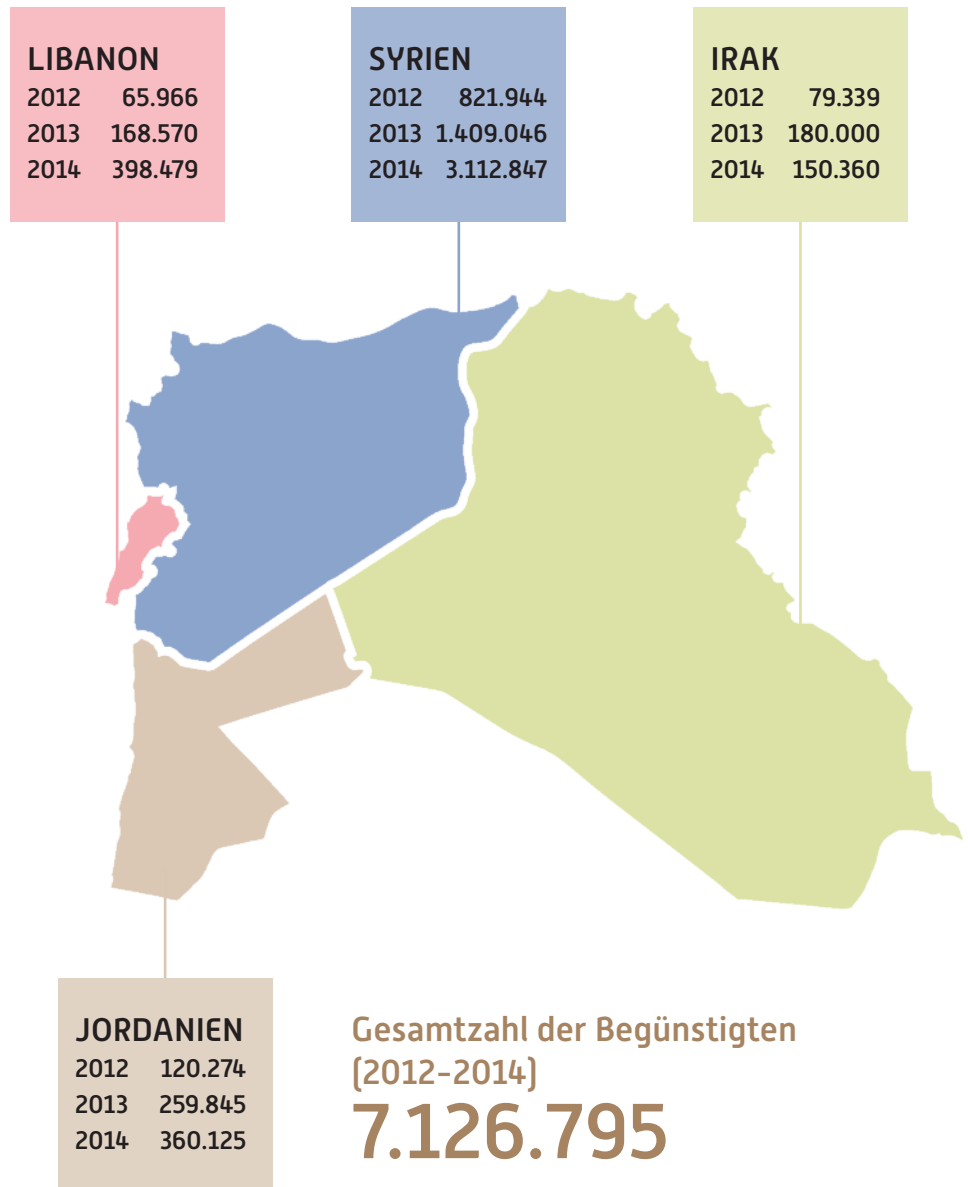 LIBANON
2012 65.966
2013 168.570
2014 398.479
SYRIEN
2012 821.944
2013 1.409.046
2014 3.112.847
IRAK
2012 79.339
2013 180.000
2014 150.360
JORDANIEN
2012 120.274
2013 259.845
2014 360.125
Gesamtzahl der Begünstigten
(2012-2014)
7.126.795